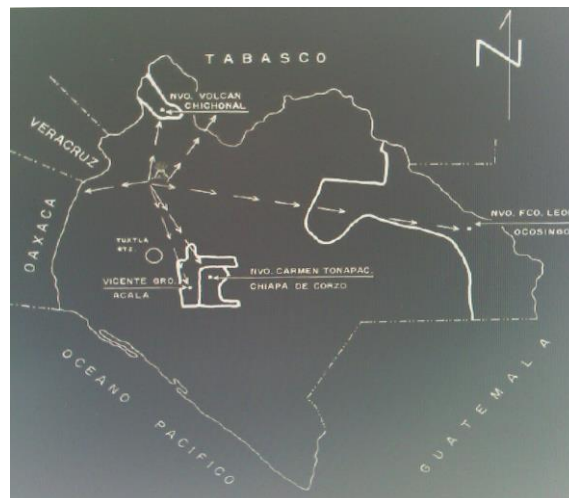 TABASCO
N
NVO. VOLCAN
CHICHONAL
VERACRUZ
OAXACA
NVO. FCO. LEON
OCOSINGO
TUXTLA
GTZ.
VICENTE GRO.
ACALA
NVO. CARMEN TONAPAC.
CHIAPA DE CORZO
OCEANO PACIFICO
GUATEMALA